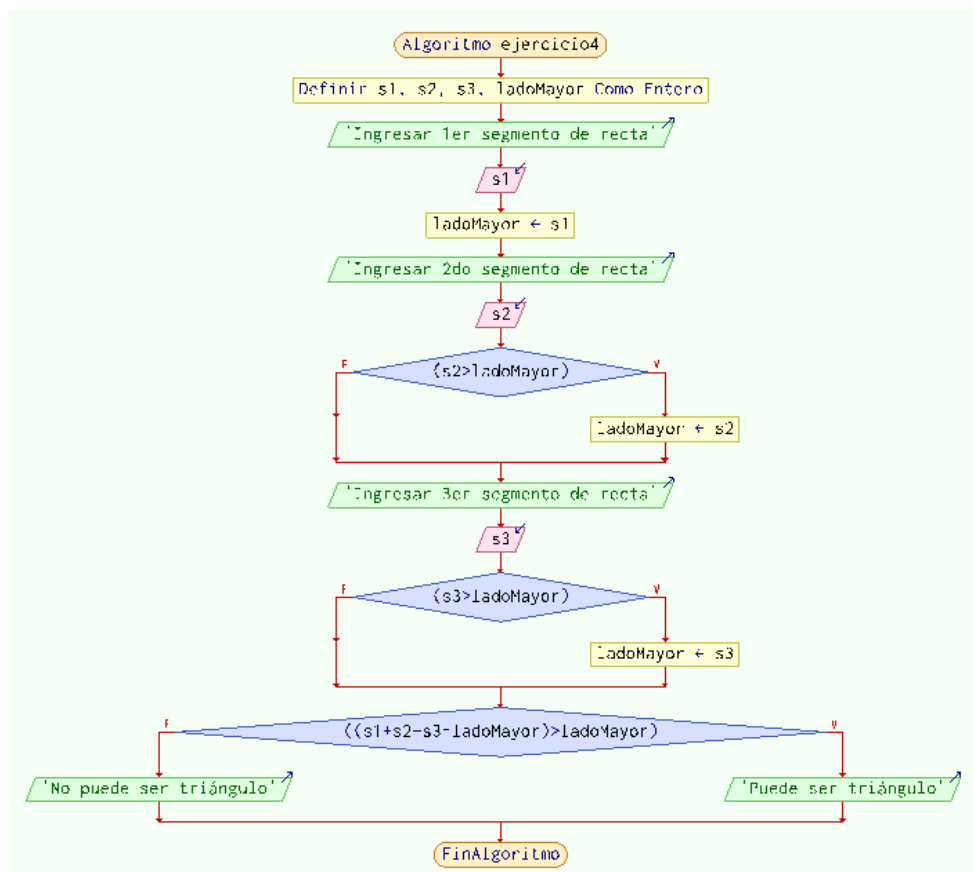 Algoritmo ejercicio4
Definir s1, s2, s3, ladoMayor Como Entero
'Ingresar 1er segmento de recta'
s1
ladoMayor ← s1
'Ingresar 2do segmento de recta'
s2
F
(s2>ladoMayor)
V
ladoMayor ← s2
'Ingresar 3er segmento de recta'
s3
F
(s3>ladoMayor)
V
ladoMayor ← s3
F
((s1+s2-s3-ladoMayor)>ladoMayor)
V
'No puede ser triángulo'
'Puede ser triángulo'
FinAlgoritmo